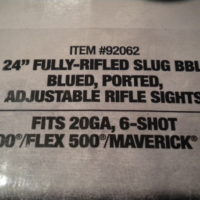 ITEM #92062
24" FULLY-RIFLED SLUG BBL
BLUED, PORTED,
ADJUSTABLE RIFLE SIGHTS
FITS 20GA, 6-SHOT
00®/FLEX 500®/MAVERICK®